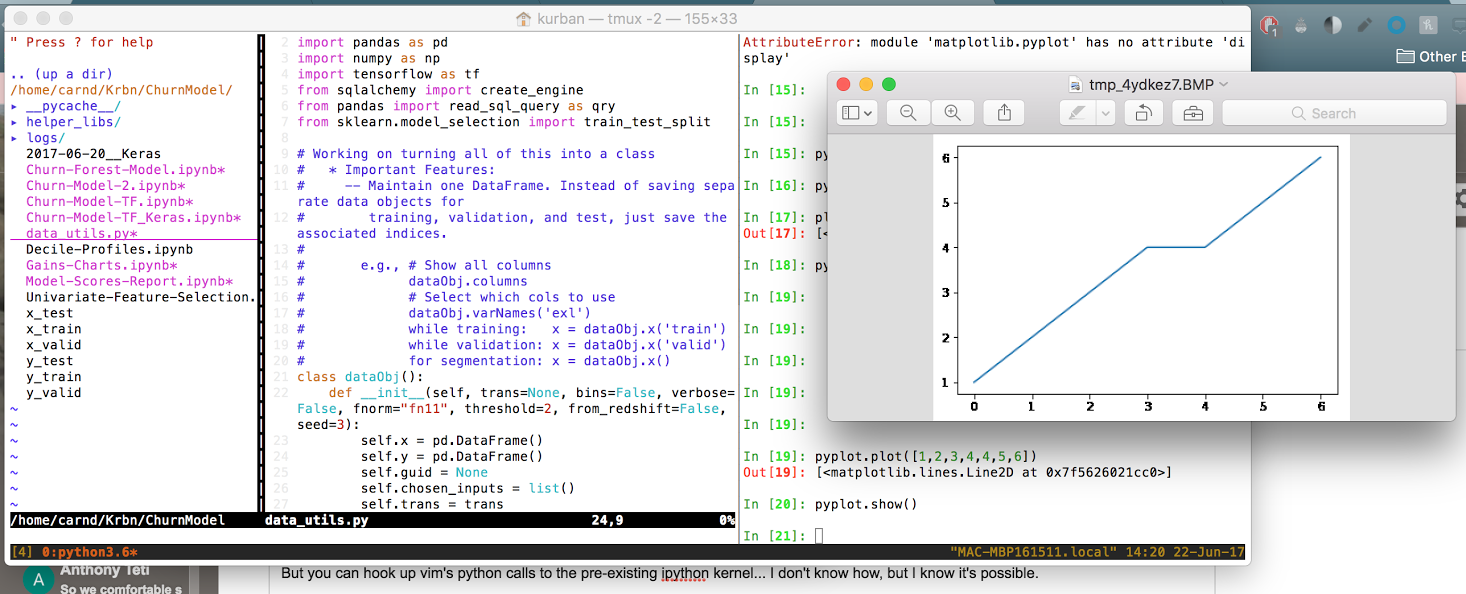 kurban — tmux -2 — 155×33
" Press ? for help
.. (up a dir)
/home/carnd/Krbn/ChurnModel/
▸ __pycache__/
▸ helper_libs/
▸ logs/
2017-06-20__Keras
Churn-Forest-Model.ipynb*
Churn-Model-2.ipynb*
Churn-Model-TF.ipynb*
Churn-Model-TF_Keras.ipynb*
data_utils.py*
Decile-Profiles.ipynb
Gains-Charts.ipynb*
Model-Scores-Report.ipynb*
Univariate-Feature-Selection.
x_test
x_train
x_valid
y_test
y_train
y_valid
~
~
~
~
~
~
~
/home/carnd/Krbn/ChurnModel
2 import pandas as pd
3 import numpy as np
4 import tensorflow as tf
5 from sqlalchemy import create_engine
6 from pandas import read_sql_query as qry
7 from sklearn.model_selection import train_test_split
8
9 # Working on turning all of this into a class
10 #   * Important Features:
11 #     -- Maintain one DataFrame. Instead of saving sepa
rate data objects for
12 #        training, validation, and test, just save the
associated indices.
13 #
14 #       e.g., # Show all columns
15 #             dataObj.columns
16 #             # Select which cols to use
17 #             dataObj.varNames('exl')
18 #             while training:   x = dataObj.x('train')
19 #             while validation: x = dataObj.x('valid')
20 #             for segmentation: x = dataObj.x()
21 class dataObj():
22     def __init__(self, trans=None, bins=False, verbose=
False, fnorm="fn11", threshold=2, from_redshift=False,
seed=3):
23         self.x = pd.DataFrame()
24         self.y = pd.DataFrame()
25         self.guid = None
26         self.chosen_inputs = list()
27         self.trans = trans
data_utils.py 24,9 0%
AttributeError: module 'matplotlib.pyplot' has no attribute 'di
splay'
In [15]:
In [15]:
In [15]: py
In [16]: py
In [17]: pl
Out[17]: [<
In [18]: py
In [19]:
In [19]:
In [19]:
In [19]:
In [19]:
In [19]: pyplot.plot([1,2,3,4,4,5,6])
Out[19]: [<matplotlib.lines.Line2D at 0x7f5626021cc0>]
In [20]: pyplot.show()
In [21]:
[4] 0:python3.6*
"MAC-MBP161511.local" 14:20 22-Jun-17
tmp_4ydkez7.BMP
Search
6
5
4
3
2
1
0 1 2 3 4 5 6
1
Other B
A
Anthony Teti
So we comfortable s
But you can hook up vim's python calls to the pre-existing ipython kernel... I don't know how, but I know it's possible.